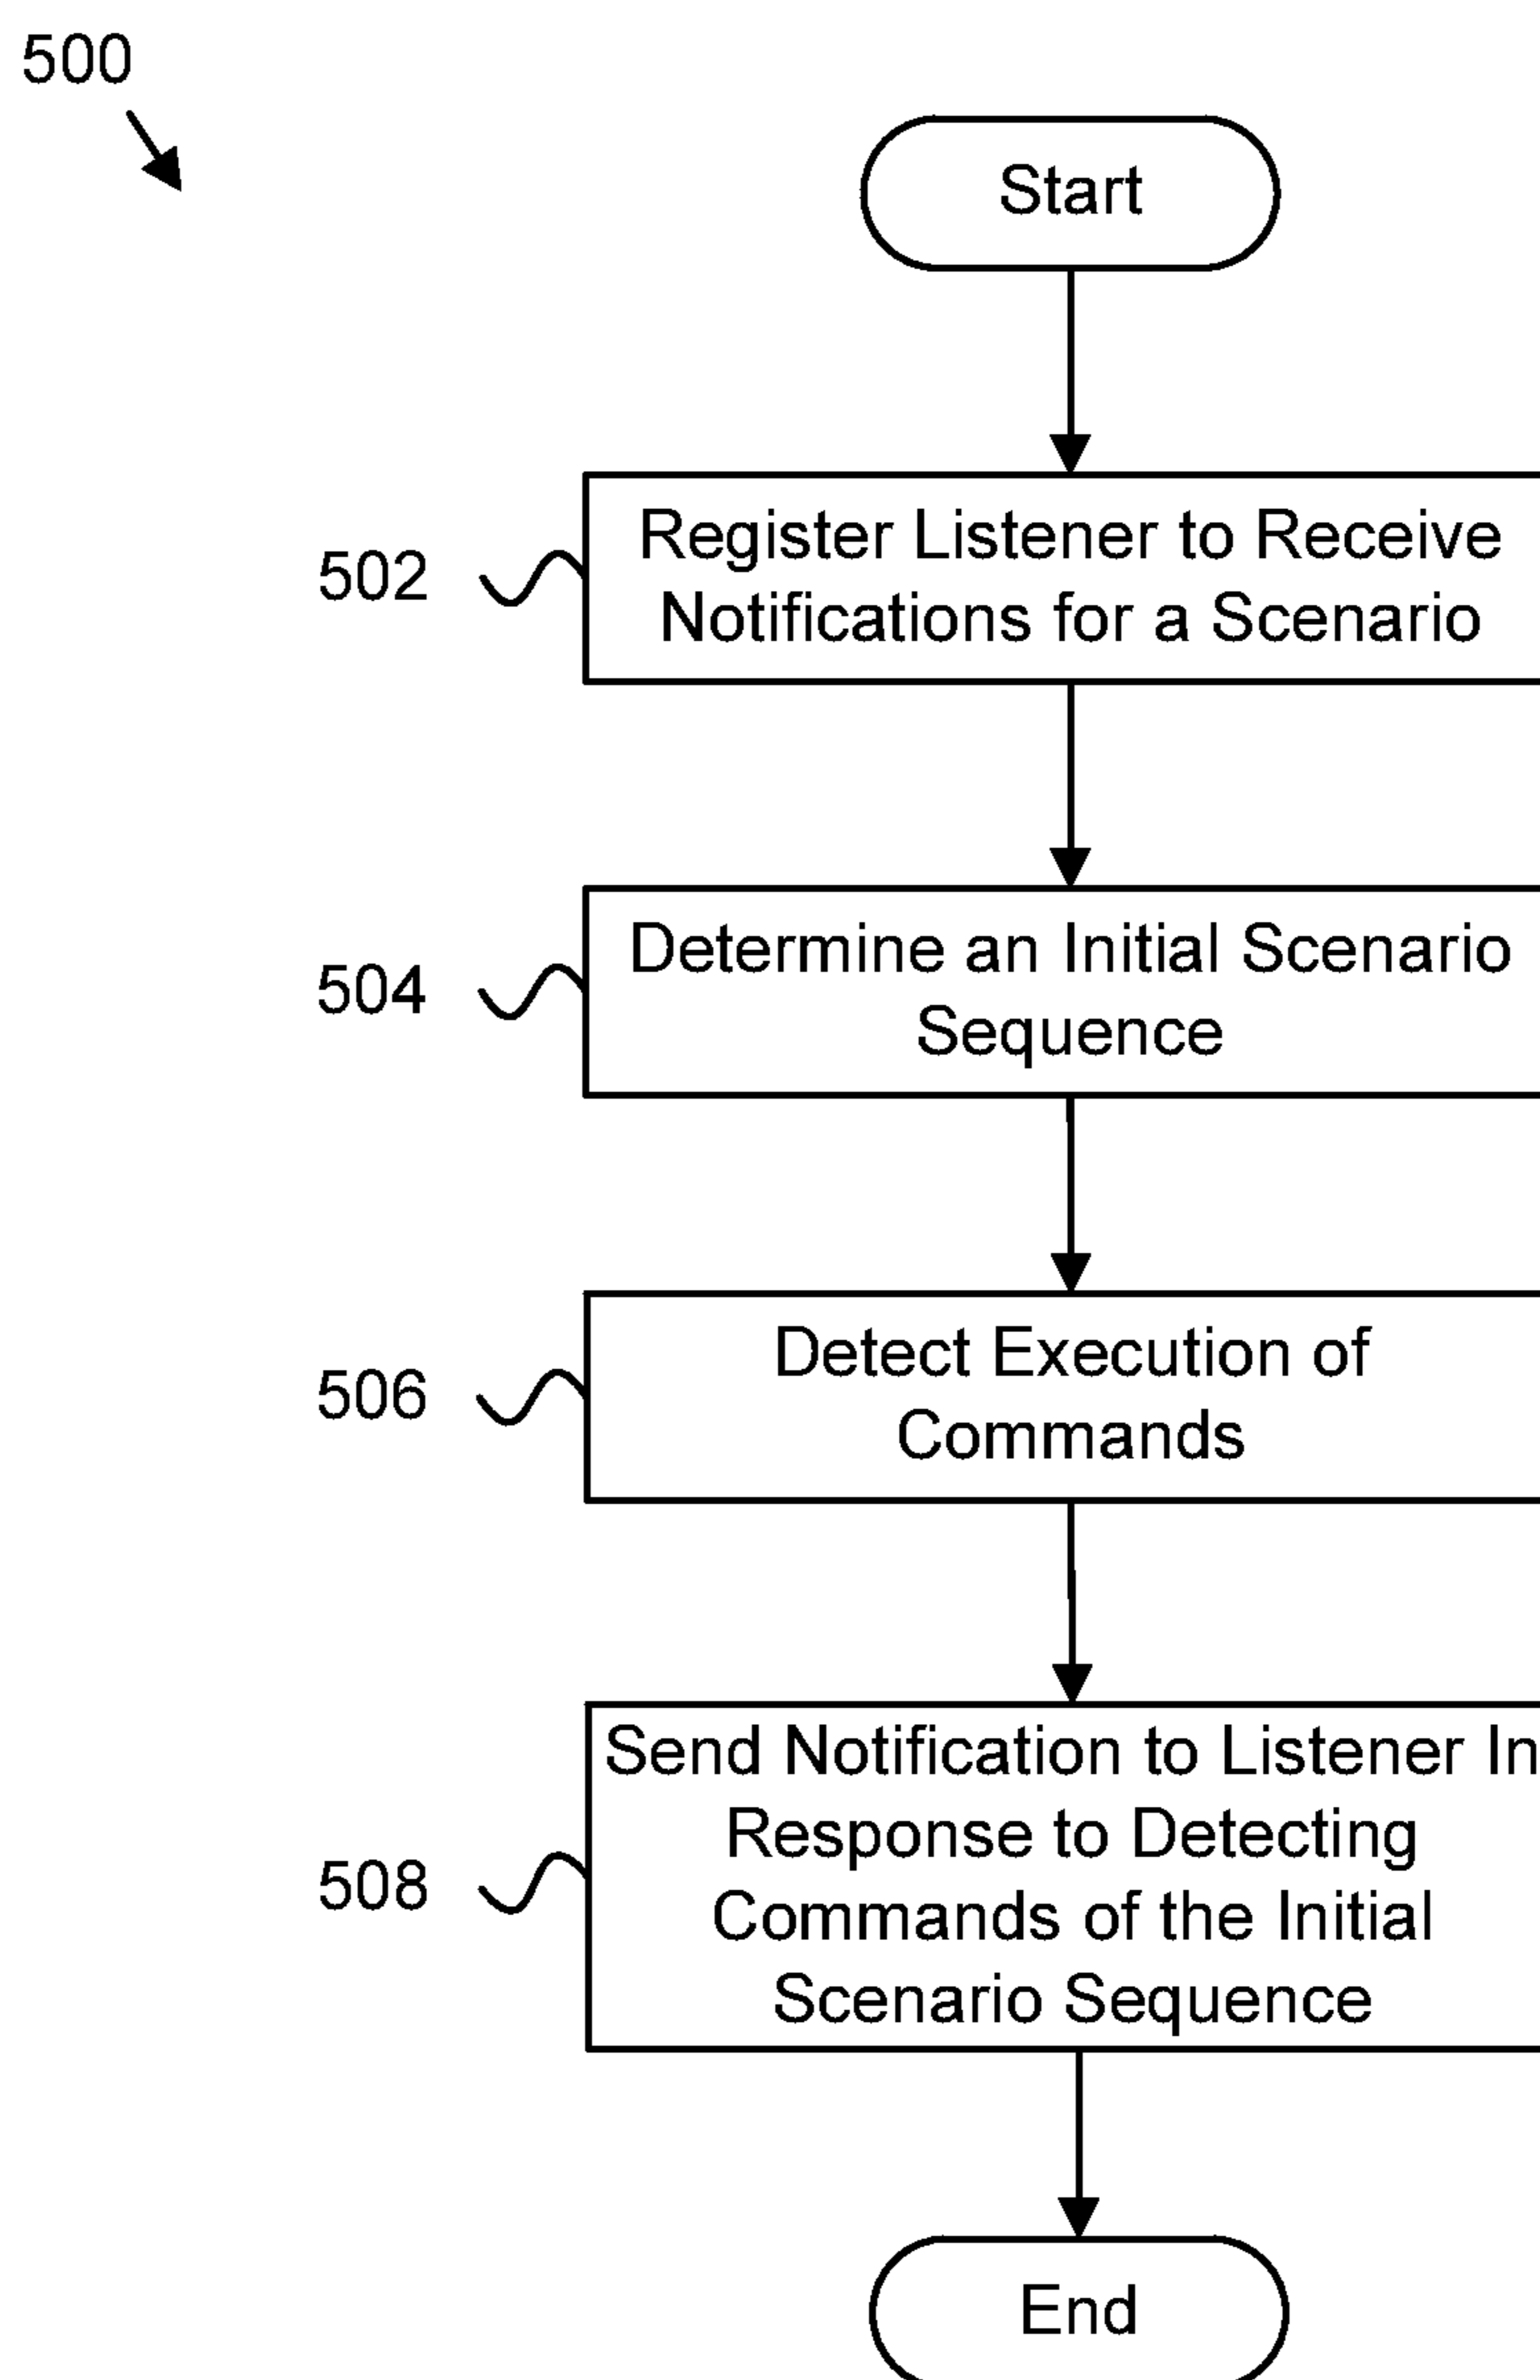 500
Start
502
Register Listener to Receive
Notifications for a Scenario
504
Determine an Initial Scenario
Sequence
506
Detect Execution of
Commands
508
Send Notification to Listener In
Response to Detecting
Commands of the Initial
Scenario Sequence
End